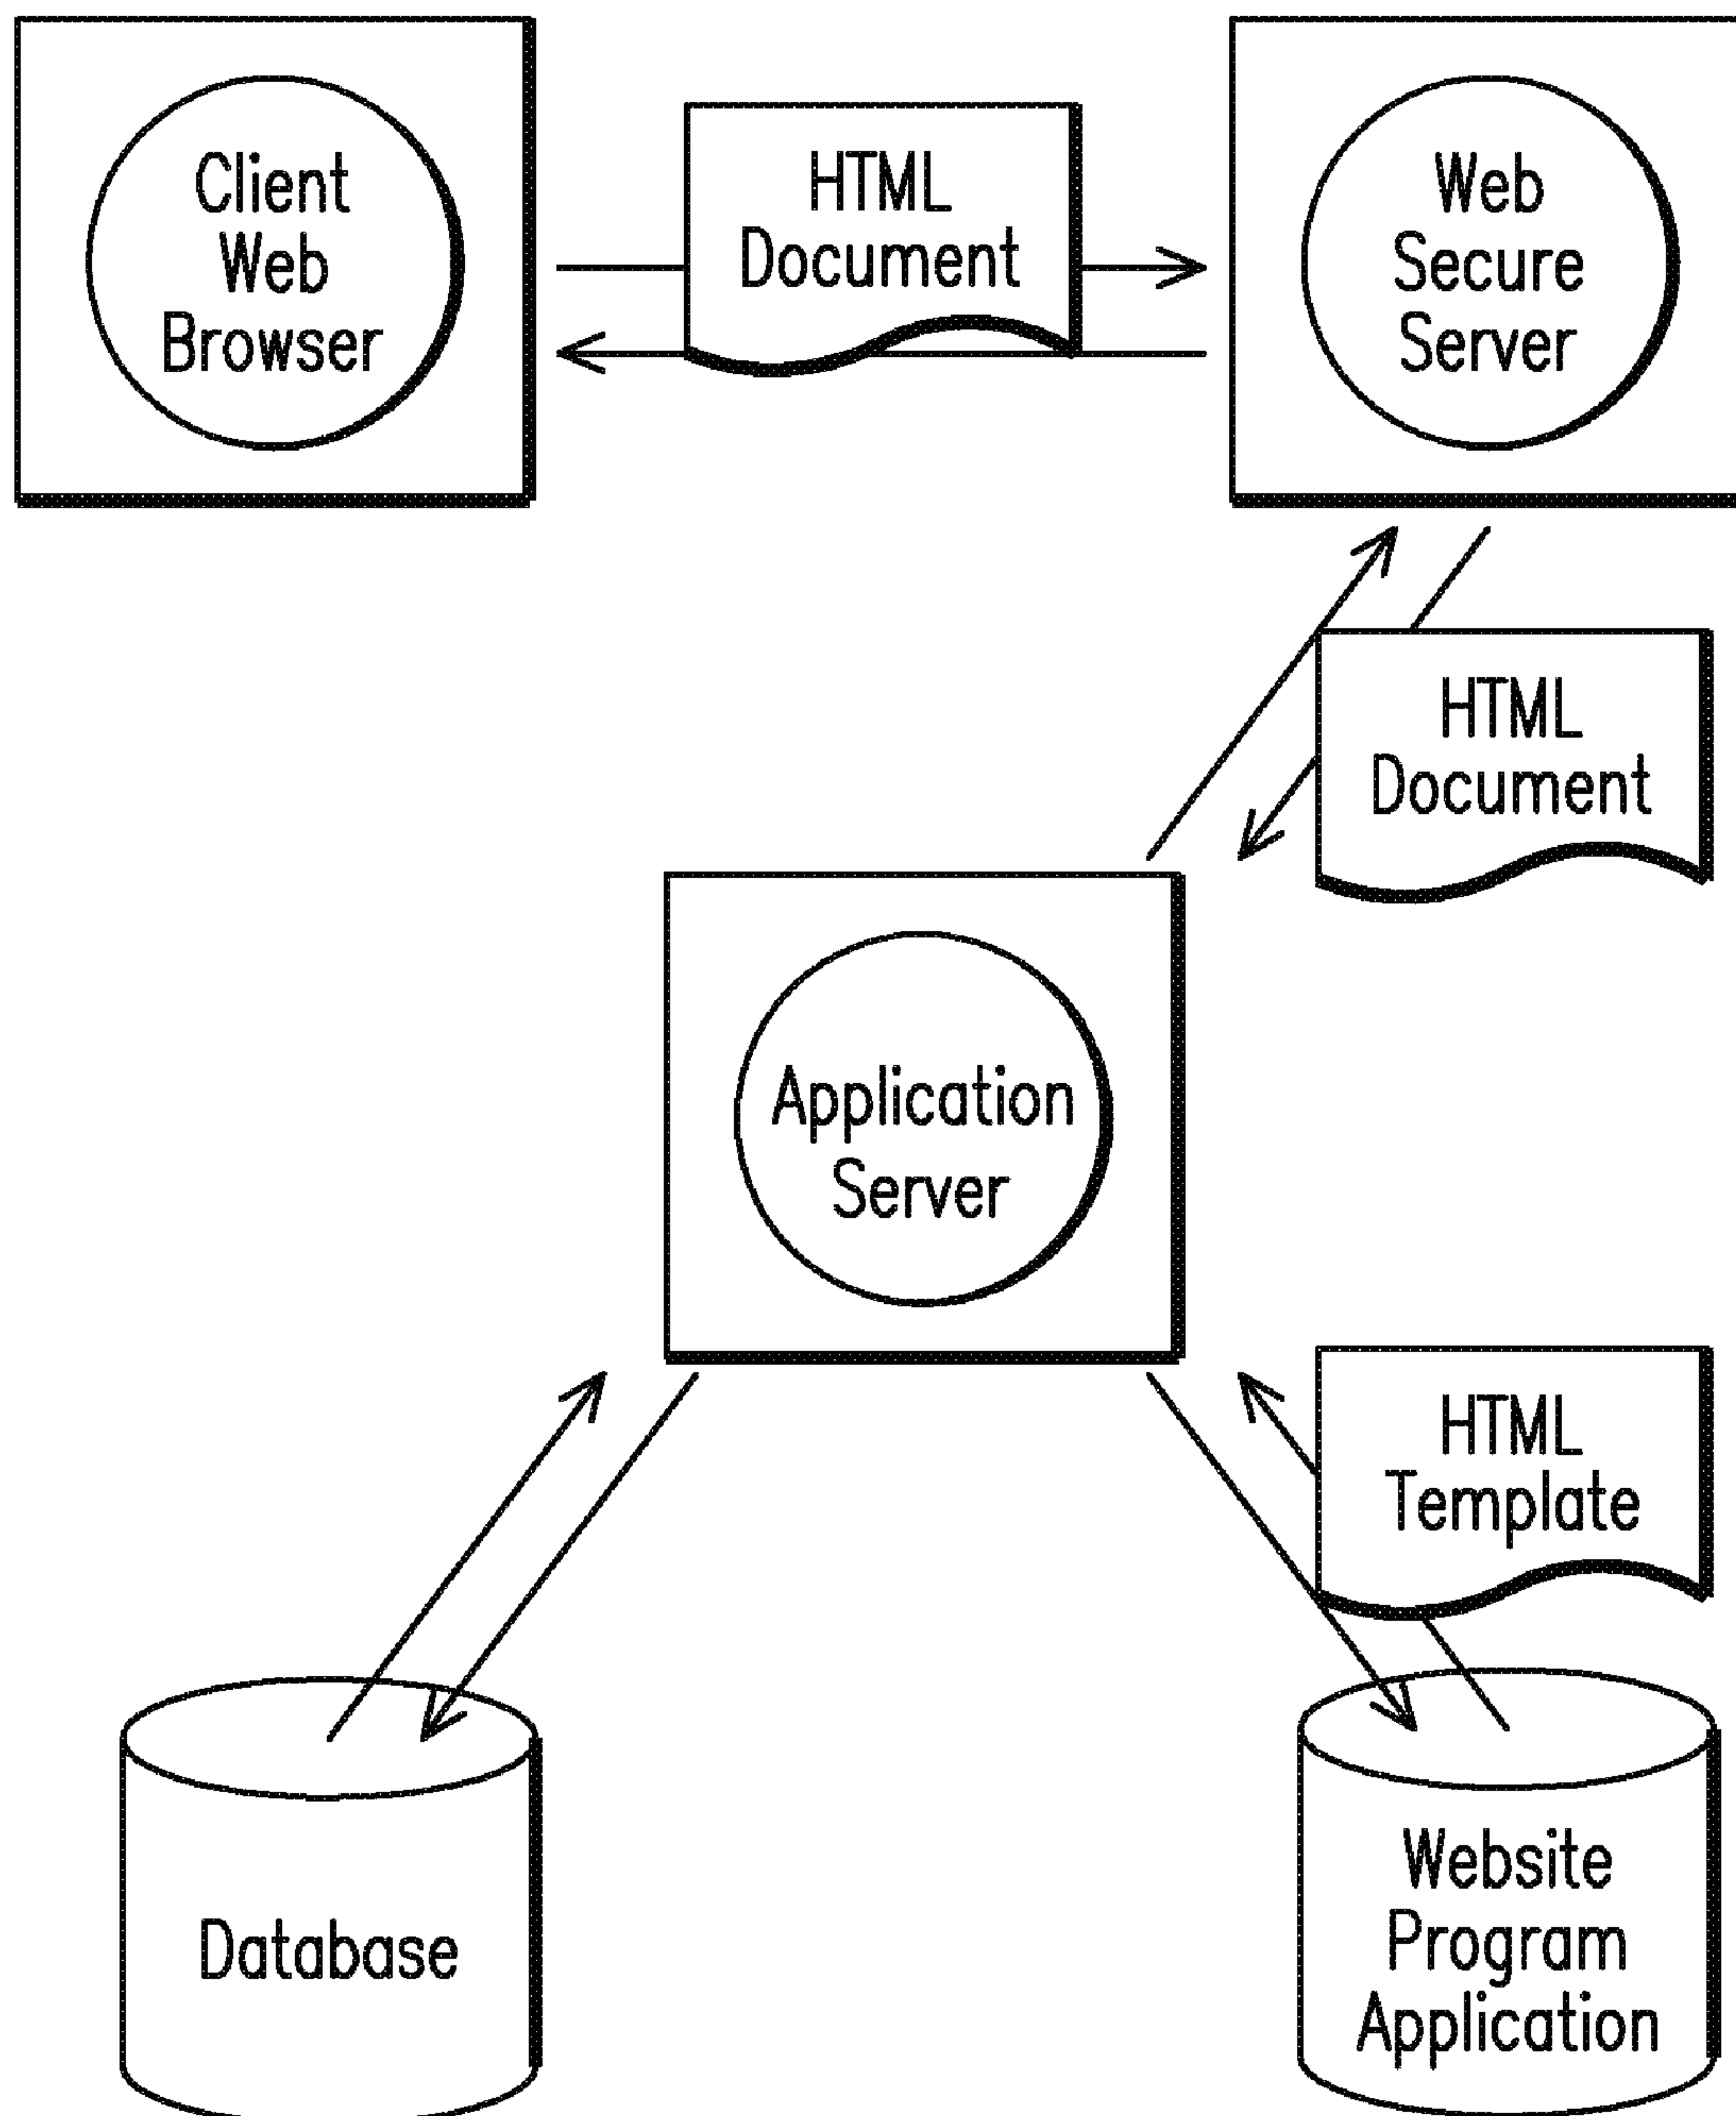 Client
Web
Browser
HTML
Document
Web
Secure
Server
HTML
Document
Application
Server
HTML
Template
Database
Website
Program
Application